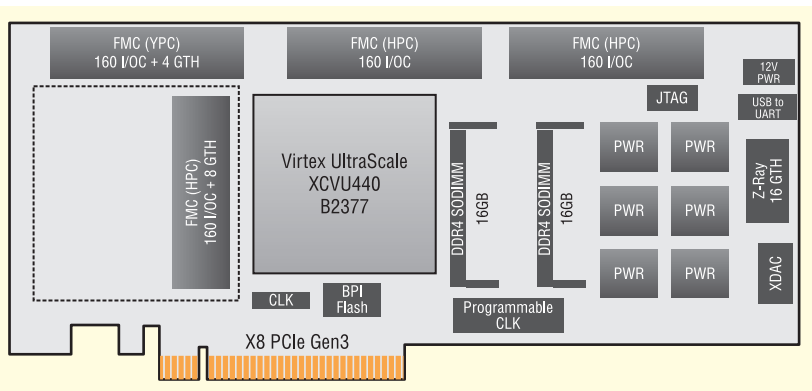 FMC (YPC)
160 I/OC + 4 GTH
FMC (HPC)
160 I/OC
FMC (HPC)
160 I/OC
12V
PWR
JTAG
USB to
UART
FMC (HPC)
160 I/OC + 8 GTH
Virtex UltraScale
XCVU440
B2377
DDR4 SODIMM
16GB
DDR4 SODIMM
16GB
PWR
PWR
PWR
PWR
PWR
PWR
Z-Ray
16 GTH
XDAC
CLK
BPI
Flash
Programmable
CLK
X8 PCIe Gen3